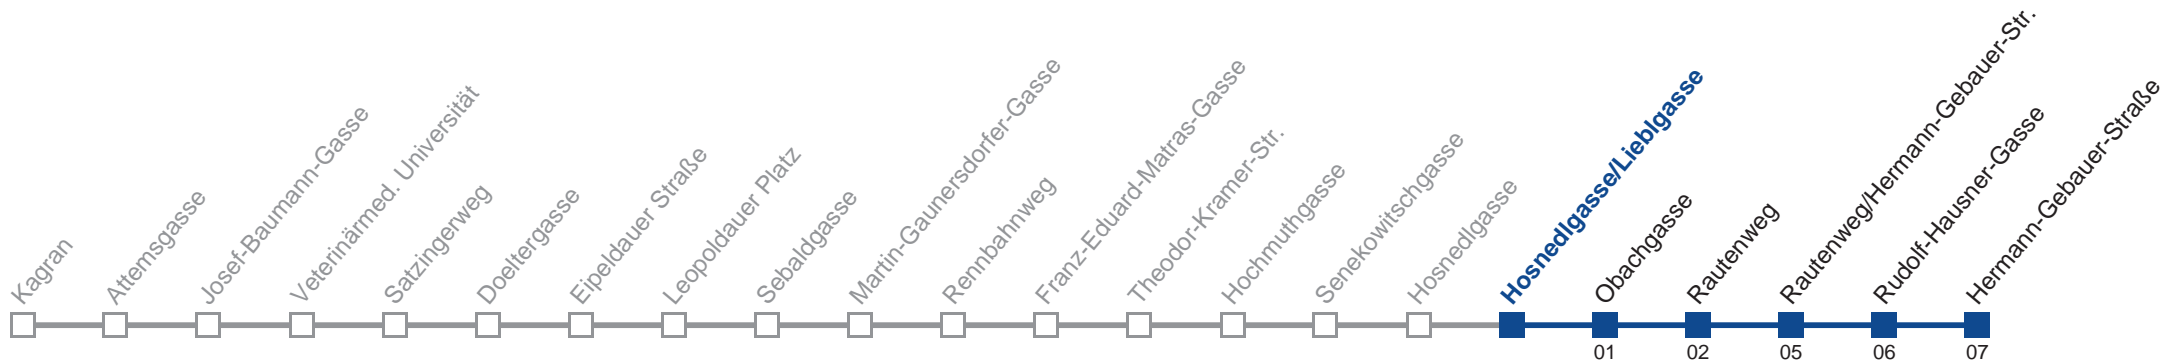 Kagran
Attemsgasse
Josef-Baumann-Gasse
Veterinärmed. Universität
Satzingerweg
Doeltergasse
Eipeldauer Straße
Leopoldauer Platz
Sebaldgasse
Martin-Gaunersdorfer-Gasse
Rennbahnweg
Franz-Eduard-Matras-Gasse
Theodor-Kramer-Str.
Hochmuthgasse
Senekowitschgasse
Hosnedlgasse
Hosnedlgasse/Lieblgasse
Obachgasse
Rautenweg
Rautenweg/Hermann-Gebauer-Str.
Rudolf-Hausner-Gasse
Hermann-Gebauer-Straße
01 02 05 06 07